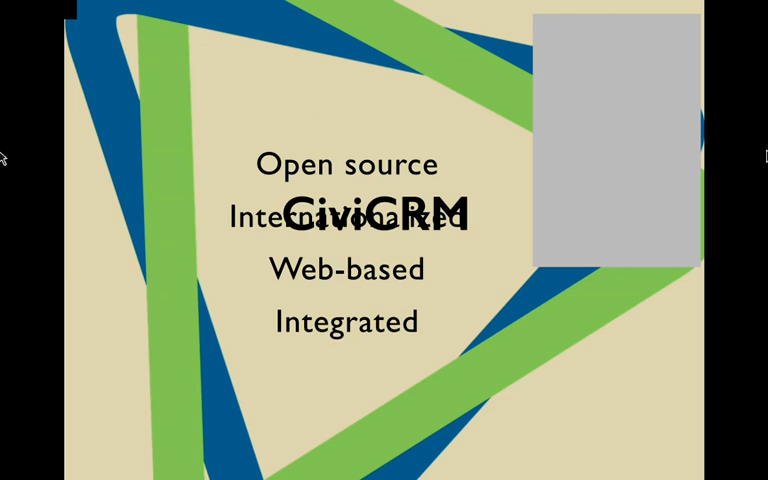 Open source
Internationalized
CiviCRM
Web-based
Integrated